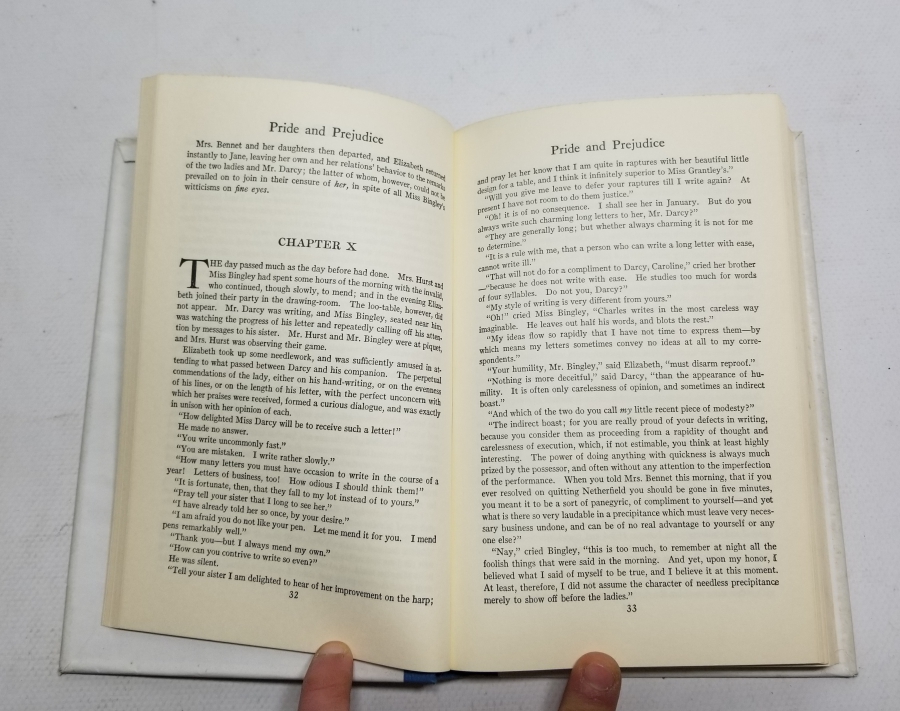 Pride and Prejudice
Mrs. Bennet and her daughters then departed, and Elizabeth returned
instantly to Jane, leaving her own and her relations' behavior to the remarks
of the two ladies and Mr. Darcy; the latter of whom, however, could not be
prevailed on to join in their censure of her, in spite of all Miss Bingley's
witticisms on fine eyes.
CHAPTER X
THE day passed much as the day before had done. Mrs. Hurst and
Miss Bingley had spent some hours of the morning with the invalid,
who continued, though slowly, to mend; and in the evening Eliza-
beth joined their party in the drawing-room. The loo-table, however, did
not appear. Mr. Darcy was writing, and Miss Bingley, seated near him,
was watching the progress of his letter and repeatedly calling off his atten-
tion by messages to his sister. Mr. Hurst and Mr. Bingley were at piquet,
and Mrs. Hurst was observing their game.
Elizabeth took up some needlework, and was sufficiently amused in at-
tending to what passed between Darcy and his companion. The perpetual
commendations of the lady, either on his hand-writing, or on the evenness
of his lines, or on the length of his letter, with the perfect unconcern with
which her praises were received, formed a curious dialogue, and was exactly
in unison with her opinion of each.
"How delighted Miss Darcy will be to receive such a letter!"
He made no answer.
"You write uncommonly fast."
"You are mistaken. I write rather slowly."
"How many letters you must have occasion to write in the course of a
year! Letters of business, too! How odious I should think them!"
"It is fortunate, then, that they fall to my lot instead of to yours."
"Pray tell your sister that I long to see her."
"I have already told her so once, by your desire."
"I am afraid you do not like your pen. Let me mend it for you. I mend
pens remarkably well."
"Thank you—but I always mend my own."
"How can you contrive to write so even?"
He was silent.
"Tell your sister I am delighted to hear of her improvement on the harp;
32
Pride and Prejudice
and pray let her know that I am quite in raptures with her beautiful little
design for a table, and I think it infinitely superior to Miss Grantley's."
"Will you give me leave to defer your raptures till I write again? At
present I have not room to do them justice."
"Oh! it is of no consequence. I shall see her in January. But do you
always write such charming long letters to her, Mr. Darcy?"
"They are generally long; but whether always charming it is not for me
to determine."
"It is a rule with me, that a person who can write a long letter with ease,
cannot write ill."
"That will not do for a compliment to Darcy, Caroline," cried her brother
—"because he does not write with ease. He studies too much for words
of four syllables. Do not you, Darcy?"
"My style of writing is very different from yours."
"Oh!" cried Miss Bingley, "Charles writes in the most careless way
imaginable. He leaves out half his words, and blots the rest."
"My ideas flow so rapidly that I have not time to express them—by
which means my letters sometimes convey no ideas at all to my corre-
spondents."
"Your humility, Mr. Bingley," said Elizabeth, "must disarm reproof."
"Nothing is more deceitful," said Darcy, "than the appearance of hu-
mility. It is often only carelessness of opinion, and sometimes an indirect
boast."
"And which of the two do you call my little recent piece of modesty?"
"The indirect boast; for you are really proud of your defects in writing,
because you consider them as proceeding from a rapidity of thought and
carelessness of execution, which, if not estimable, you think at least highly
interesting. The power of doing anything with quickness is always much
prized by the possessor, and often without any attention to the imperfection
of the performance. When you told Mrs. Bennet this morning, that if you
ever resolved on quitting Netherfield you should be gone in five minutes,
you meant it to be a sort of panegyric, of compliment to yourself—and yet
what is there so very laudable in a precipitance which must leave very neces-
sary business undone, and can be of no real advantage to yourself or any
one else?"
"Nay," cried Bingley, "this is too much, to remember at night all the
foolish things that were said in the morning. And yet, upon my honor, I
believed what I said of myself to be true, and I believe it at this moment.
At least, therefore, I did not assume the character of needless precipitance
merely to show off before the ladies."
33